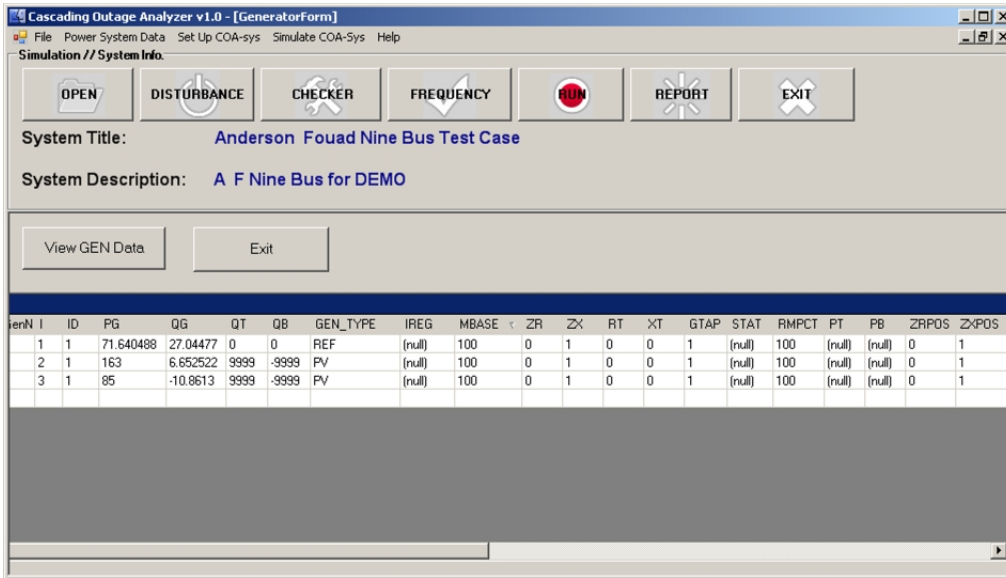 Cascading Outage Analyzer v1.0 - [GeneratorForm]
File Power System Data Set Up COA-sys Simulate COA-Sys Help
Simulation // System Info.
OPEN DISTURBANCE CHECKER FREQUENCY RUN REPORT EXIT
System Title: Anderson Fouad Nine Bus Test Case
System Description: A F Nine Bus for DEMO
View GEN Data Exit
ienN I ID PG QG QT QB GEN_TYPE IREG MBASE ZR ZX RT XT GTAP STAT RMPCT PT PB ZRPOS ZXPOS
1 1 71.640488 27.04477 0 0 REF (null) 100 0 1 0 0 1 (null) 100 (null) (null) 0 1
2 1 163 6.652522 9999 -9999 PV (null) 100 0 1 0 0 1 (null) 100 (null) (null) 0 1
3 1 85 -10.8613 9999 -9999 PV (null) 100 0 1 0 0 1 (null) 100 (null) (null) 0 1